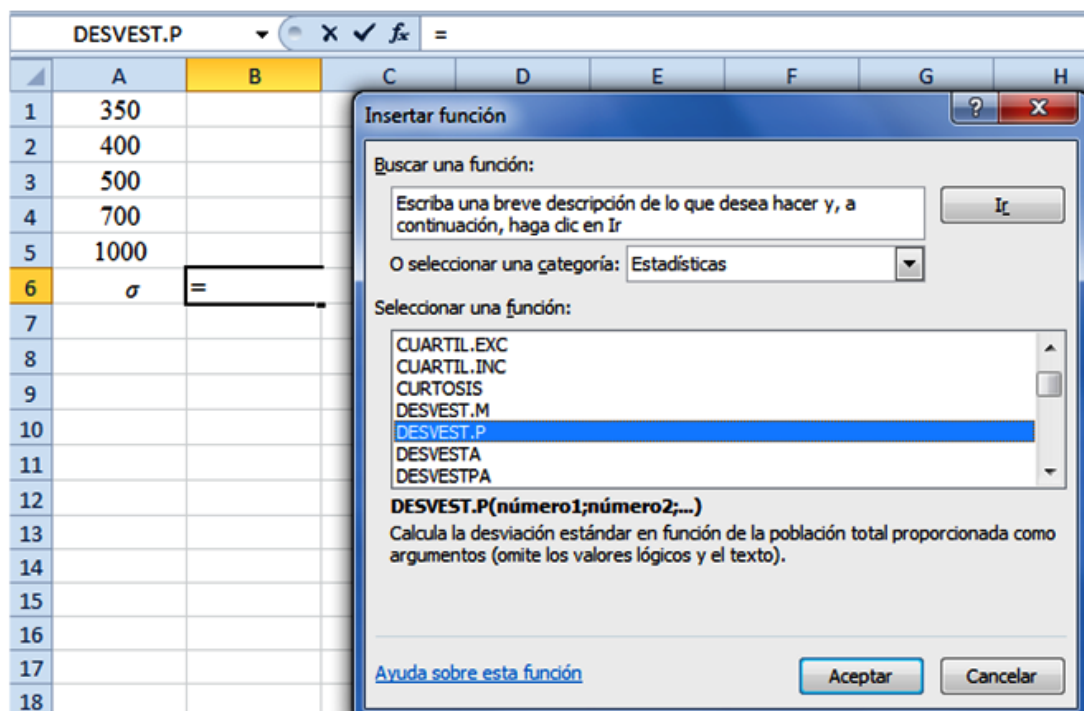 DESVEST.P fx =
A B C D E F G H
1 350
2 400
3 500
4 700
5 1000
6 σ =
7
8
9
10
11
12
13
14
15
16
17
18
Insertar función ? X
Buscar una función:
Escriba una breve descripción de lo que desea hacer y, a
continuación, haga clic en Ir
Ir
O seleccionar una categoría: Estadísticas
Seleccionar una función:
CUARTIL.EXC
CUARTIL.INC
CURTOSIS
DESVEST.M
DESVEST.P
DESVESTA
DESVESTPA
DESVEST.P(número1;número2;...)
Calcula la desviación estándar en función de la población total proporcionada como
argumentos (omite los valores lógicos y el texto).
Ayuda sobre esta función
Aceptar Cancelar